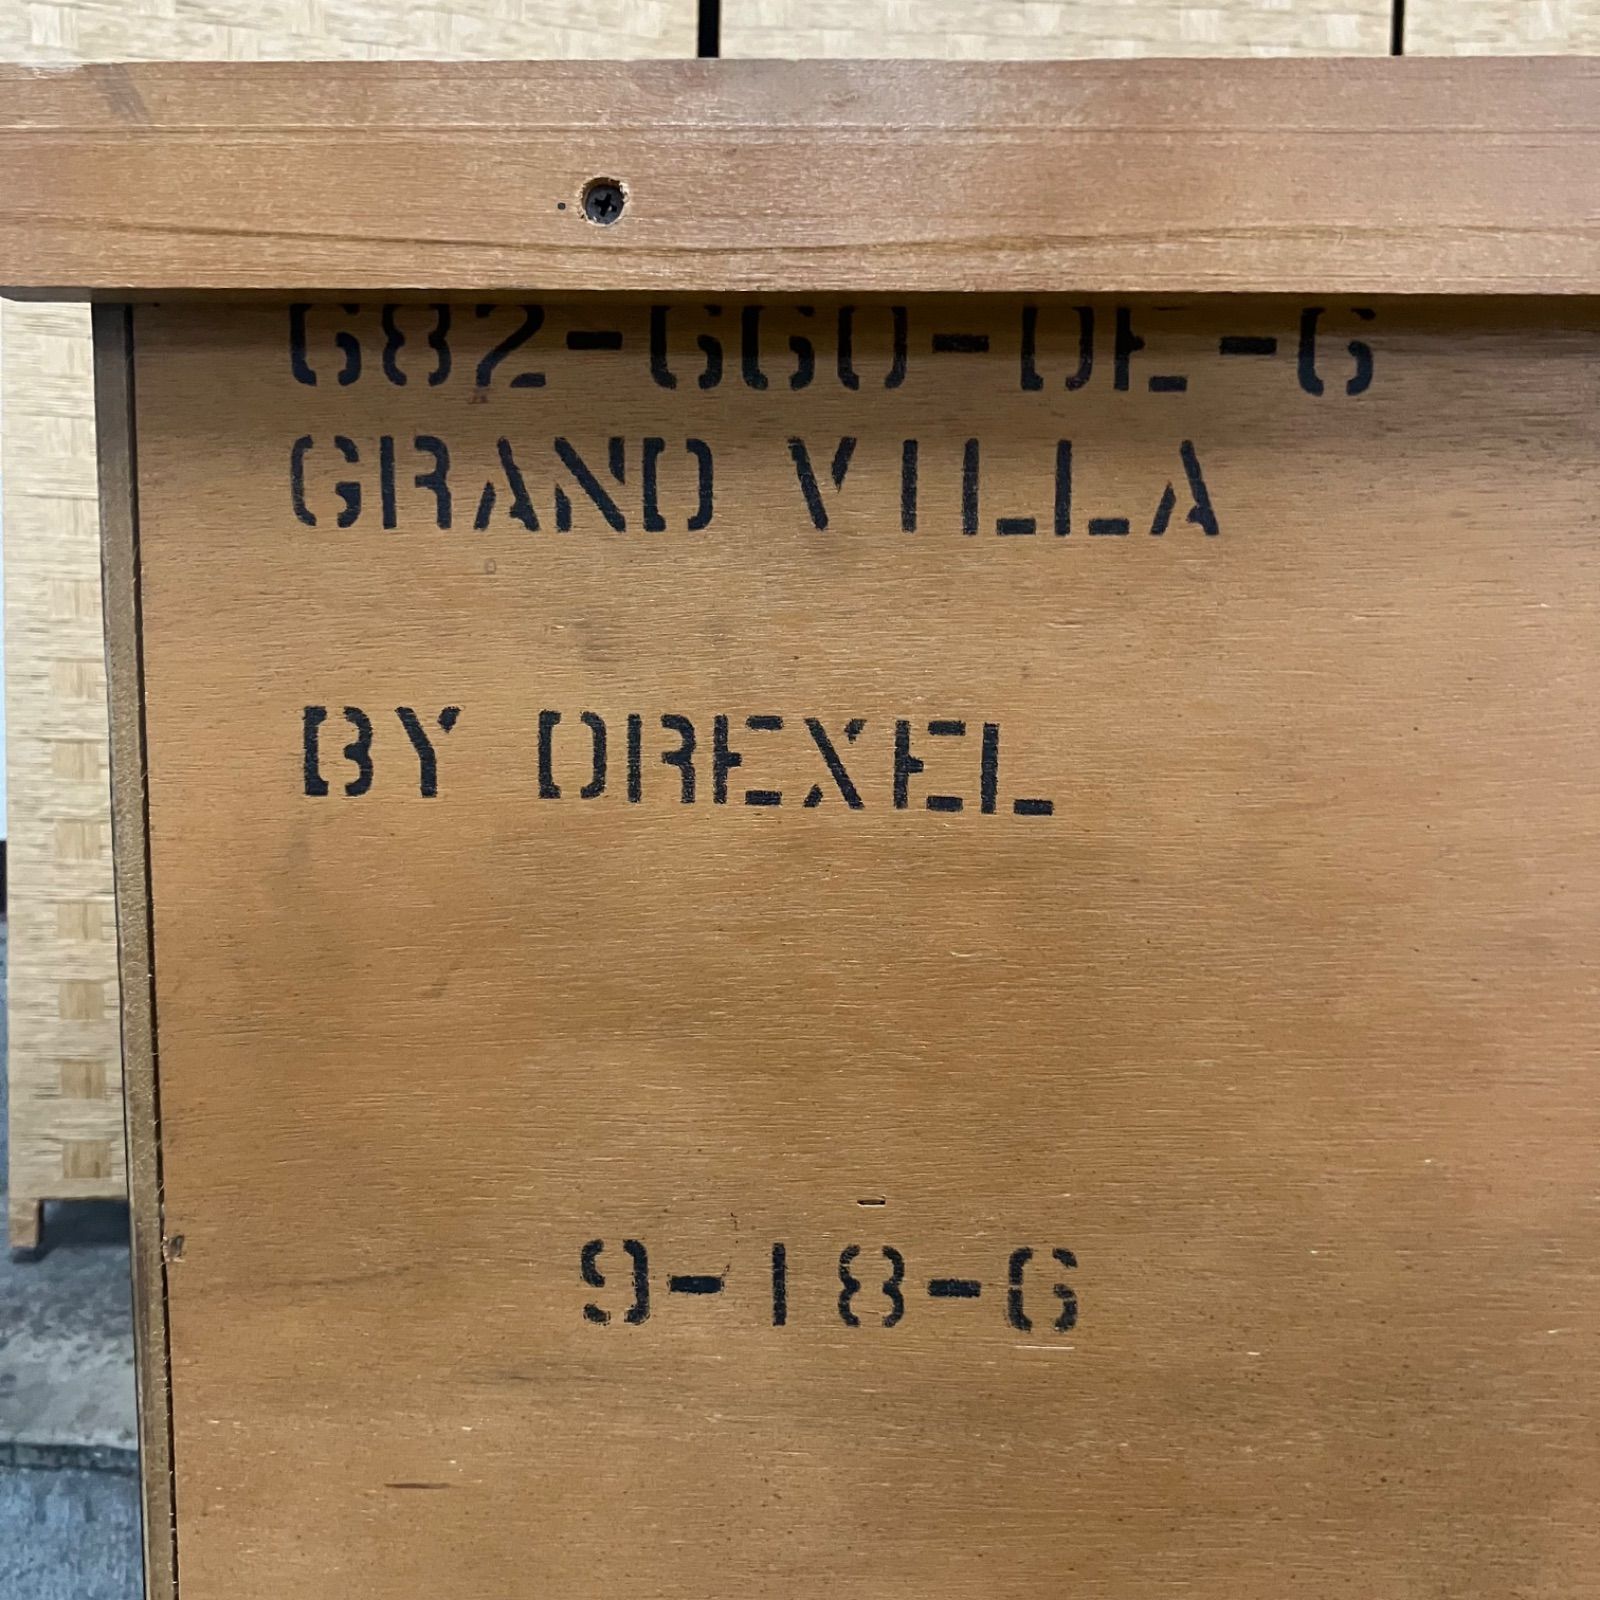 682-660-DE-6
GRAND VILLA
BY DREXEL
9-18-6